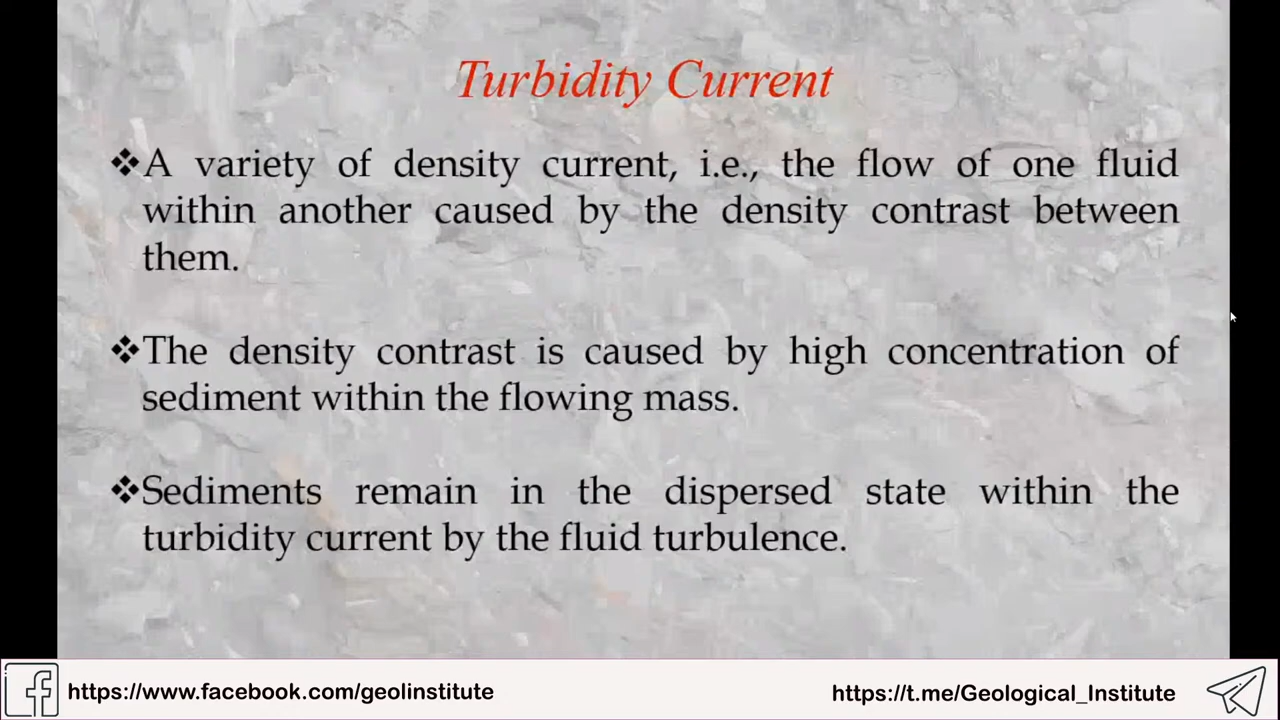 Turbidity Current
❖A variety of density current, i.e., the flow of one fluid
within another caused by the density contrast between
them.
❖The density contrast is caused by high concentration of
sediment within the flowing mass.
❖Sediments remain in the dispersed state within the
turbidity current by the fluid turbulence.
https://www.facebook.com/geolinstitute
https://t.me/Geological_Institute